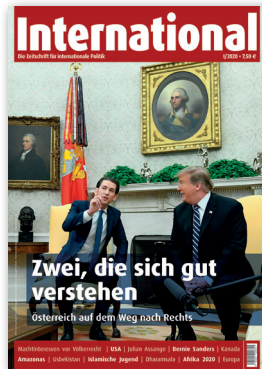 International
Die Zeitschrift für internationale Politik
I/2020 • 7,50 €
Zwei, die sich gut
verstehen
Österreich auf dem Weg nach Rechts
Machtinteressen vor Völkerrecht | USA | Julian Assange | Bernie Sanders | Kanada
Amazonas | Usbekistan | Islamische Jugend | Dharamsala | Afrika 2020 | Europa